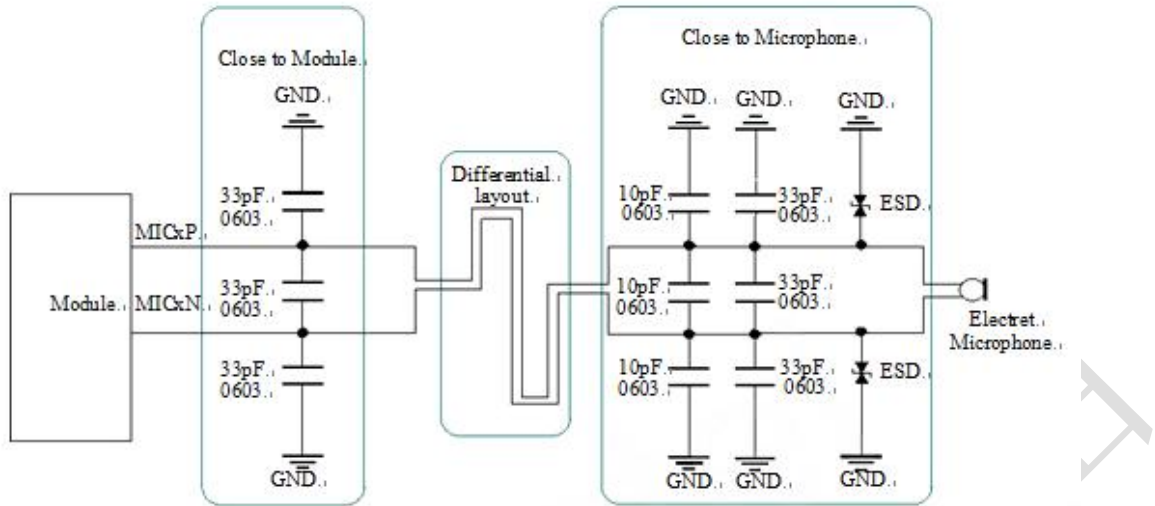 Close to Module.
GND.
33pF.
0603.
MICxP.
Module.
MICxN.
33pF.
0603.
33pF.
0603.
GND.
Differential.
layout.
Close to Microphone.
GND.
GND.
GND.
10pF.
0603.
33pF.
0603.
ESD.
10pF.
0603.
33pF.
0603.
10pF.
0603.
33pF.
0603.
ESD.
GND.
GND.
GND.
Electret.
Microphone.